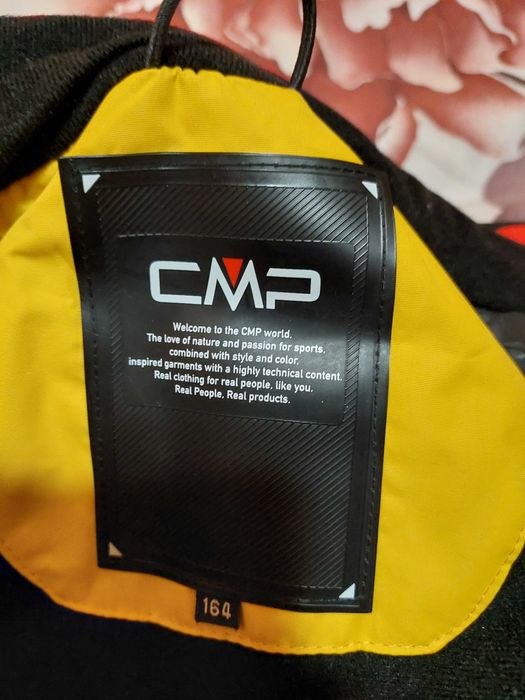 CMP
Welcome to the CMP world.
The love of nature and passion for sports,
combined with style and color,
inspired garments with a highly technical content.
Real clothing for real people, like you.
Real People. Real products.
164